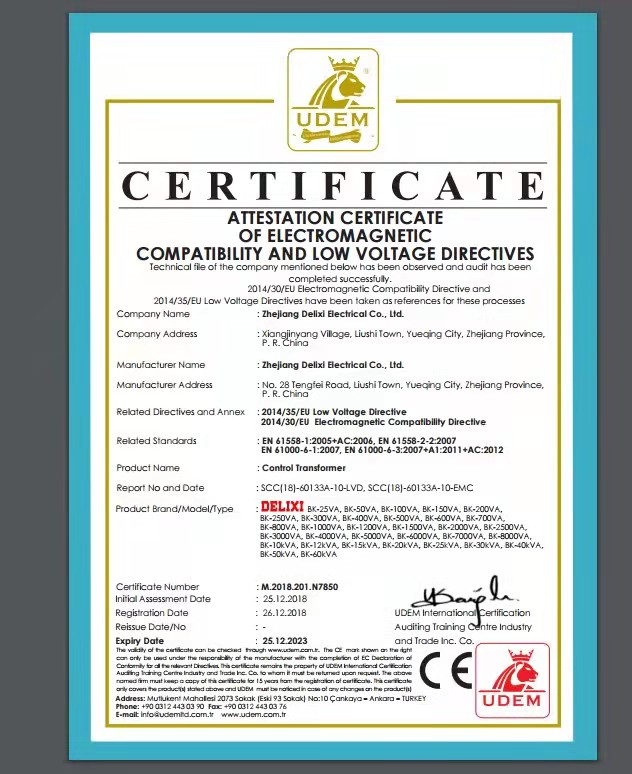 UDEM
CERTIFICATE
ATTESTATION CERTIFICATE
OF ELECTROMAGNETIC
COMPATIBILITY AND LOW VOLTAGE DIRECTIVES
Technical file of the company mentioned below has been observed and audit has been
completed successfully.
2014/30/EU Electromagnetic Compatibility Directive and
2014/35/EU Low Voltage Directives have been taken as references for these processes
Company Name : Zhejiang Delixi Electrical Co., Ltd.
Company Address : Xiangjinyang Village, Liushi Town, Yueqing City, Zhejiang Province,
P. R. China
Manufacturer Name : Zhejiang Delixi Electrical Co., Ltd.
Manufacturer Address : No. 28 Tengfei Road, Liushi Town, Yueqing City, Zhejiang Province,
P. R. China
Related Directives and Annex : 2014/35/EU Low Voltage Directive
2014/30/EU Electromagnetic Compatibility Directive
Related Standards : EN 61558-1:2005+AC:2006, EN 61558-2-2:2007
EN 61000-6-1:2007, EN 61000-6-3:2007+A1:2011+AC:2012
Product Name : Control Transformer
Report No and Date : SCC(18)-60133A-10-LVD, SCC(18)-60133A-10-EMC
Product Brand/Model/Type : DELIXI BK-25VA, BK-50VA, BK-100VA, BK-150VA, BK-200VA,
BK-250VA, BK-300VA, BK-400VA, BK-500VA, BK-600VA, BK-700VA,
BK-800VA, BK-1000VA, BK-1200VA, BK-1500VA, BK-2000VA, BK-2500VA,
BK-3000VA, BK-4000VA, BK-5000VA, BK-6000VA, BK-7000VA, BK-8000VA,
BK-10kVA, BK-12kVA, BK-15kVA, BK-20kVA, BK-25kVA, BK-30kVA, BK-40kVA,
BK-50kVA, BK-60kVA
Certificate Number : M.2018.201.N7850
Initial Assessment Date : 25.12.2018
Registration Date : 26.12.2018
Reissue Date/No : -
Expiry Date : 25.12.2023
UDEM International Certification
Auditing Training Centre Industry
and Trade Inc. Co.
The validity of the certificate can be checked through www.udem.com.tr. The CE mark shown on the right
can only be used under the responsibility of the manufacturer with the completion of EC Declaration of
Conformity for all the relevant Directives. This certificate remains the property of UDEM International Certification
Auditing Training Centre Industry and Trade Inc. Co. to whom it must be returned upon request. The above
named firm must keep a copy of this certificate for 15 years from the registration of certificate. This certificate
only covers the product(s) stated above and UDEM must be noticed in case of any changes on the product(s)
Address: Mutlukent Mahallesi 2073 Sokak (Eski 93 Sokak) No:10 Çankaya – Ankara – TURKEY
Phone: +90 0312 443 03 90 Fax: +90 0312 443 03 76
E-mail: info@udemltd.com.tr www.udem.com.tr
CE
UDEM